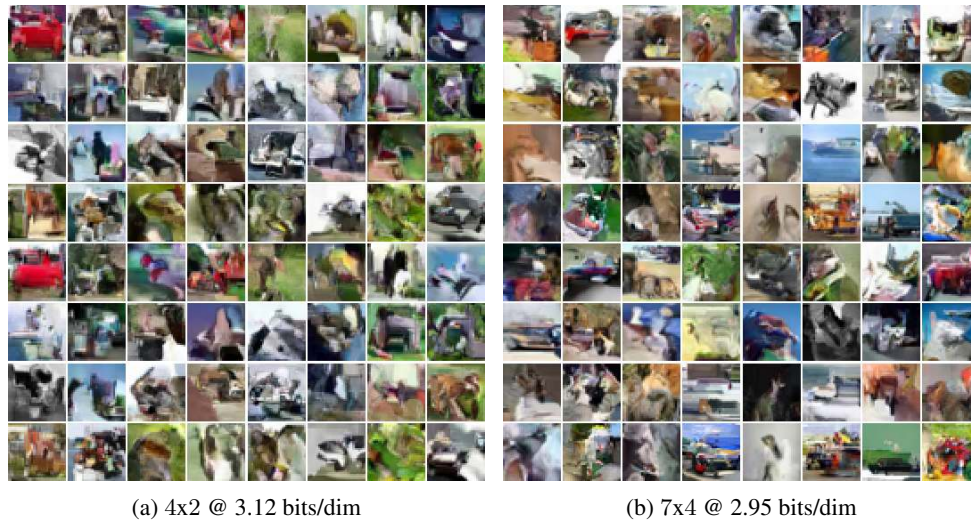 (a) 4x2 @ 3.12 bits/dim
(b) 7x4 @ 2.95 bits/dim